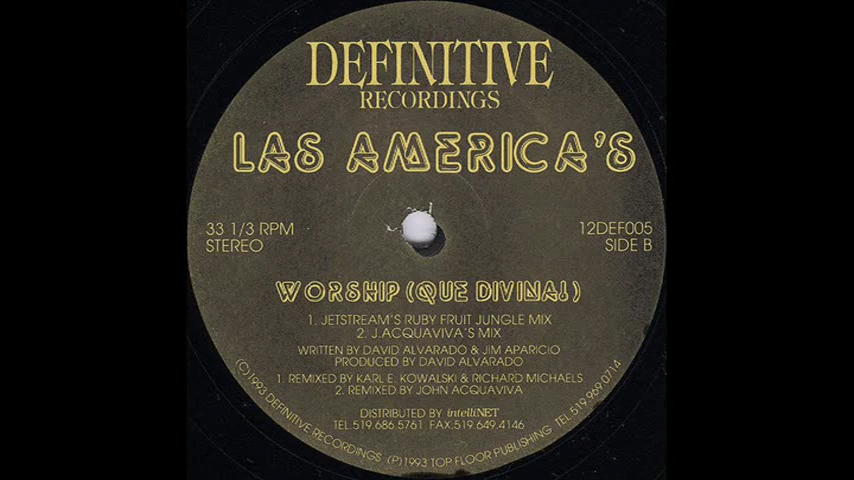 DEFINITIVE
RECORDINGS
LAS AMERICA'S
33 1/3 RPM
STEREO
12DEF005
SIDE B
WORSHIP (QUE DIVINA!)
1. JETSTREAM'S RUBY FRUIT JUNGLE MIX
2. J.ACQUAVIVA'S MIX
WRITTEN BY DAVID ALVARADO & JIM APARICIO
PRODUCED BY DAVID ALVARADO
1. REMIXED BY KARL E. KOWALSKI & RICHARD MICHAELS
2. REMIXED BY JOHN ACQUAVIVA
DISTRIBUTED BY intelliNET
TEL.519.686.5761 FAX.519.649.4146
(C)1993 DEFINITIVE RECORDINGS (P)1993 TOP FLOOR PUBLISHING TEL.519.969.0714